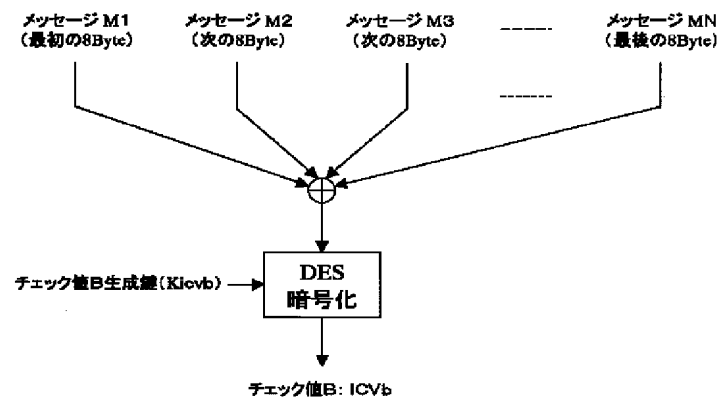 メッセージ M1
(最初の8Byte)
メッセージ M2
(次の8Byte)
メッセージ M3
(次の8Byte)
メッセージ MN
(最後の8Byte)
チェック値B生成鍵(Kicvb)
DES
暗号化
チェック値B: ICVb